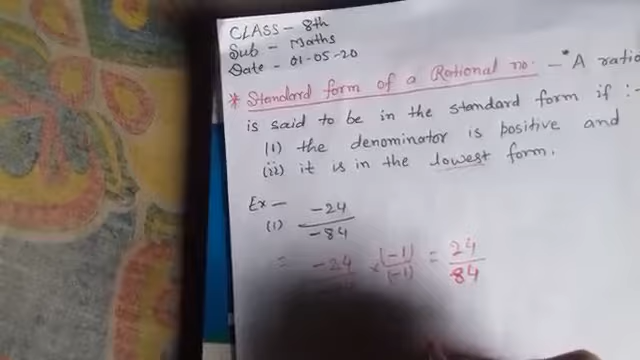 CLASS - 8th
Sub - Maths
Date - 01-05-20
* Standard form of a Rational no: - "A ratio
is said to be in the standard form if :-
(i) the denominator is positive and
(ii) it is in the lowest form.
Ex -
(1) -24/-84
= -24 × (-1)/(-1) = 24/84